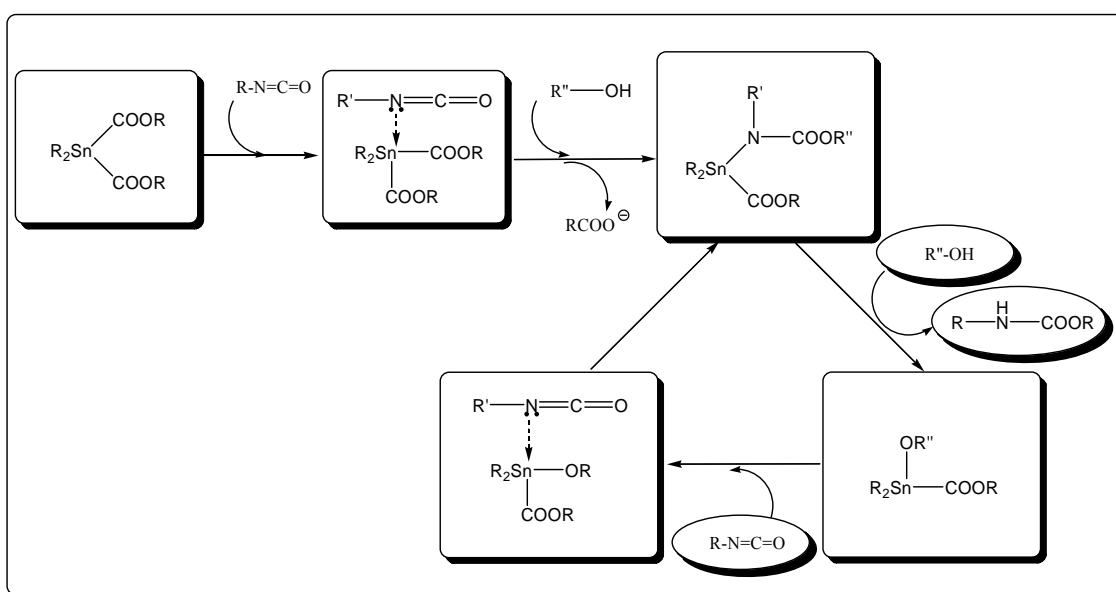 COOR
R₂Sn
COOR
R-N=C=O
R'—N=C=O
R₂Sn—COOR
COOR
R"—OH
RCOO⊖
R'
N—COOR"
R₂Sn
COOR
R"-OH
H
R—N—COOR
R'—N=C=O
R₂Sn—OR
COOR
R-N=C=O
OR"
R₂Sn—COOR